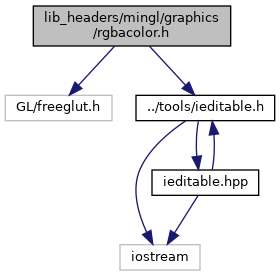 lib_headers/mingl/graphics
/rgbacolor.h
GL/freeglut.h
../tools/ieditable.h
ieditable.hpp
iostream